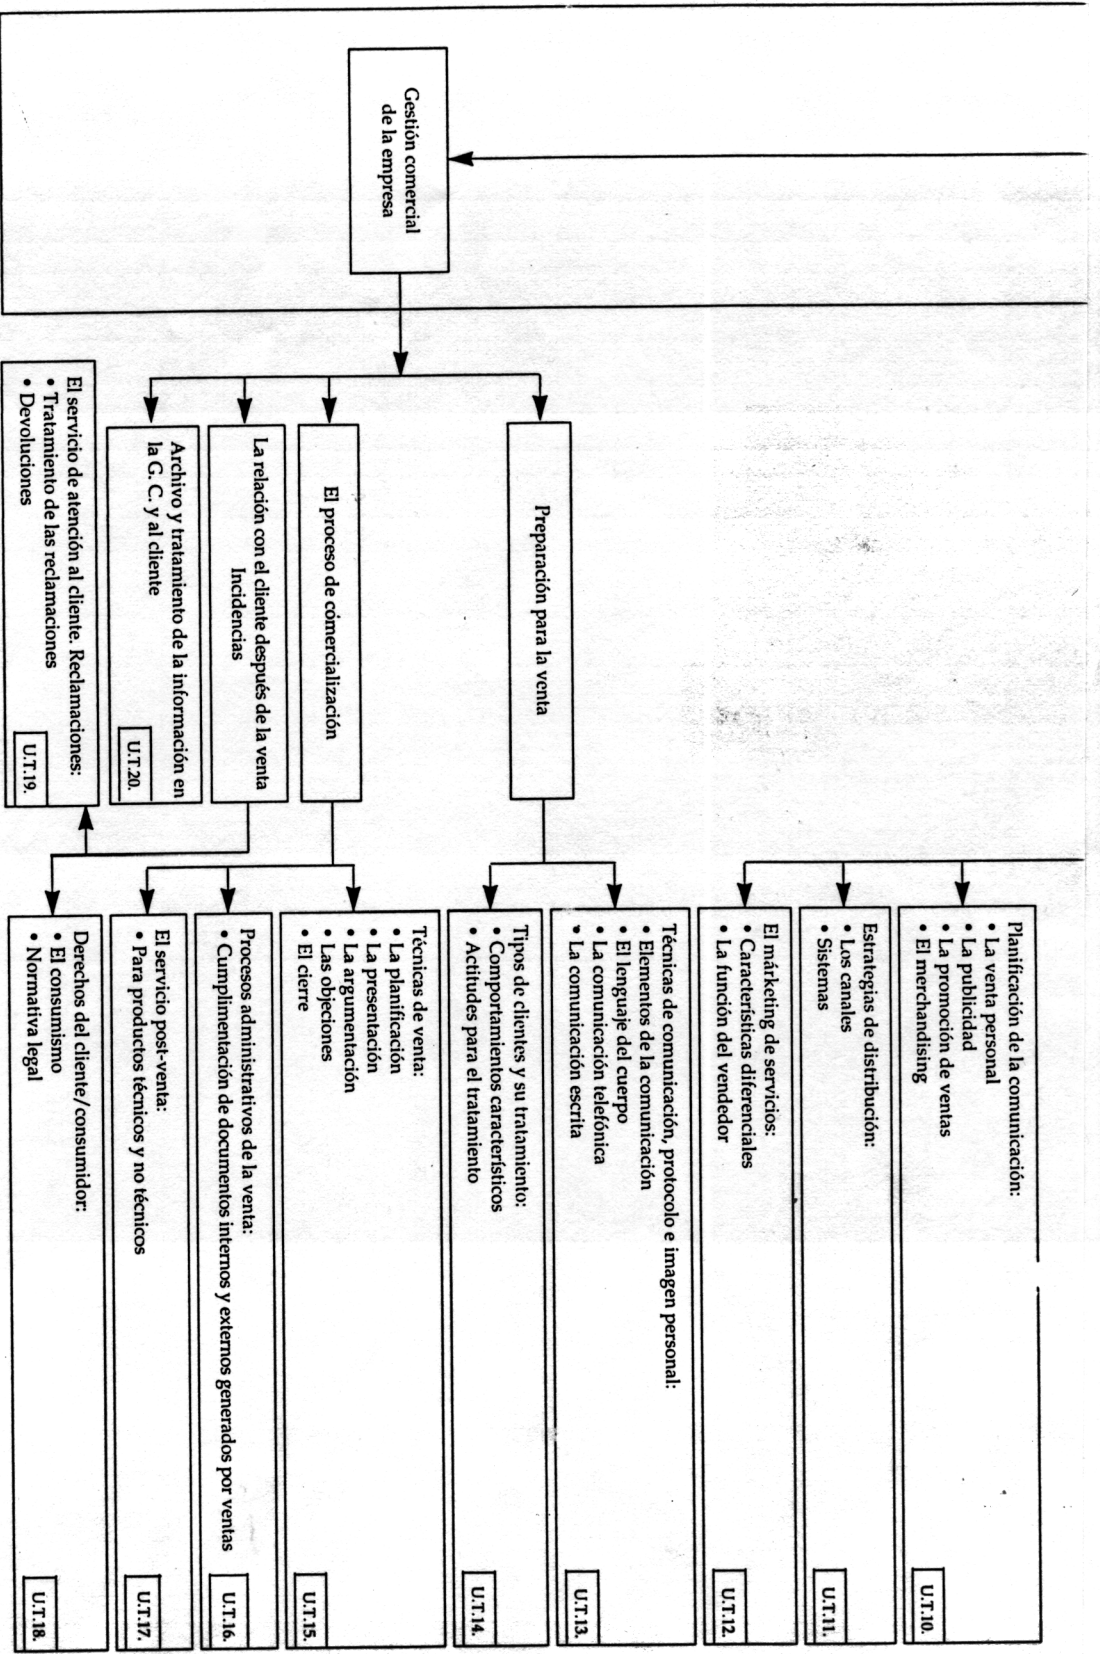 Gestión comercial
de la empresa
Preparación para la venta
El proceso de comercialización
La relación con el cliente después de la venta
Incidencias
Archivo y tratamiento de la información en
la G. C. y al cliente
U.T.20.
El servicio de atención al cliente. Reclamaciones:
• Tratamiento de las reclamaciones
• Devoluciones
U.T.19.
Planificación de la comunicación:
• La venta personal
• La publicidad
• La promoción de ventas
• El merchandising
U.T.10.
Estrategias de distribución:
• Los canales
• Sistemas
U.T.11.
El márketing de servicios:
• Características diferenciales
• La función del vendedor
U.T.12.
Técnicas de comunicación, protocolo e imagen personal:
• Elementos de la comunicación
• El lenguaje del cuerpo
• La comunicación telefónica
• La comunicación escrita
U.T.13.
Tipos de clientes y su tratamiento:
• Comportamientos característicos
• Actitudes para el tratamiento
U.T.14.
Técnicas de venta:
• La planificación
• La presentación
• La argumentación
• Las objeciones
• El cierre
U.T.15.
Procesos administrativos de la venta:
• Cumplimentación de documentos internos y externos generados por ventas
U.T.16.
El servicio post-venta:
• Para productos técnicos y no técnicos
U.T.17.
Derechos del cliente/consumidor:
• El consumismo
• Normativa legal
U.T.18.